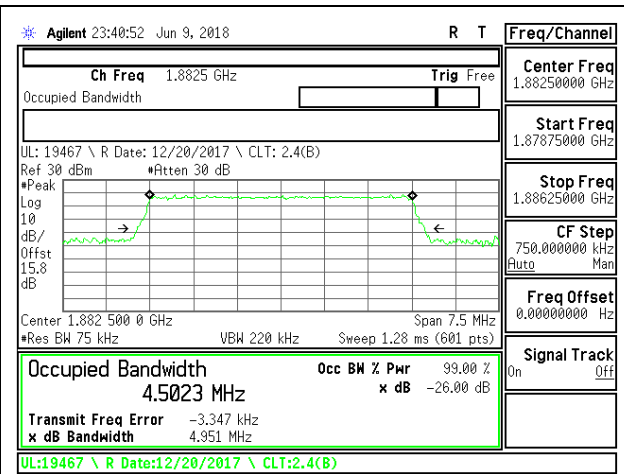 Agilent 23:40:52 Jun 9, 2018 R T
Ch Freq 1.8825 GHz Trig Free
Occupied Bandwidth
UL: 19467 \ R Date: 12/20/2017 \ CLT: 2.4(B)
Ref 30 dBm #Atten 30 dB
#Peak
Log
10
dB/
Offst
15.8
dB
Center 1.882 500 0 GHz Span 7.5 MHz
#Res BW 75 kHz VBW 220 kHz Sweep 1.28 ms (601 pts)
Occupied Bandwidth Occ BW % Pwr 99.00 %
4.5023 MHz x dB -26.00 dB
Transmit Freq Error -3.347 kHz
x dB Bandwidth 4.951 MHz
UL:19467 \ R Date:12/20/2017 \ CLT:2.4(B)
Freq/Channel
Center Freq
1.88250000 GHz
Start Freq
1.87875000 GHz
Stop Freq
1.88625000 GHz
CF Step
750.000000 kHz
Auto Man
Freq Offset
0.00000000 Hz
Signal Track
On Off